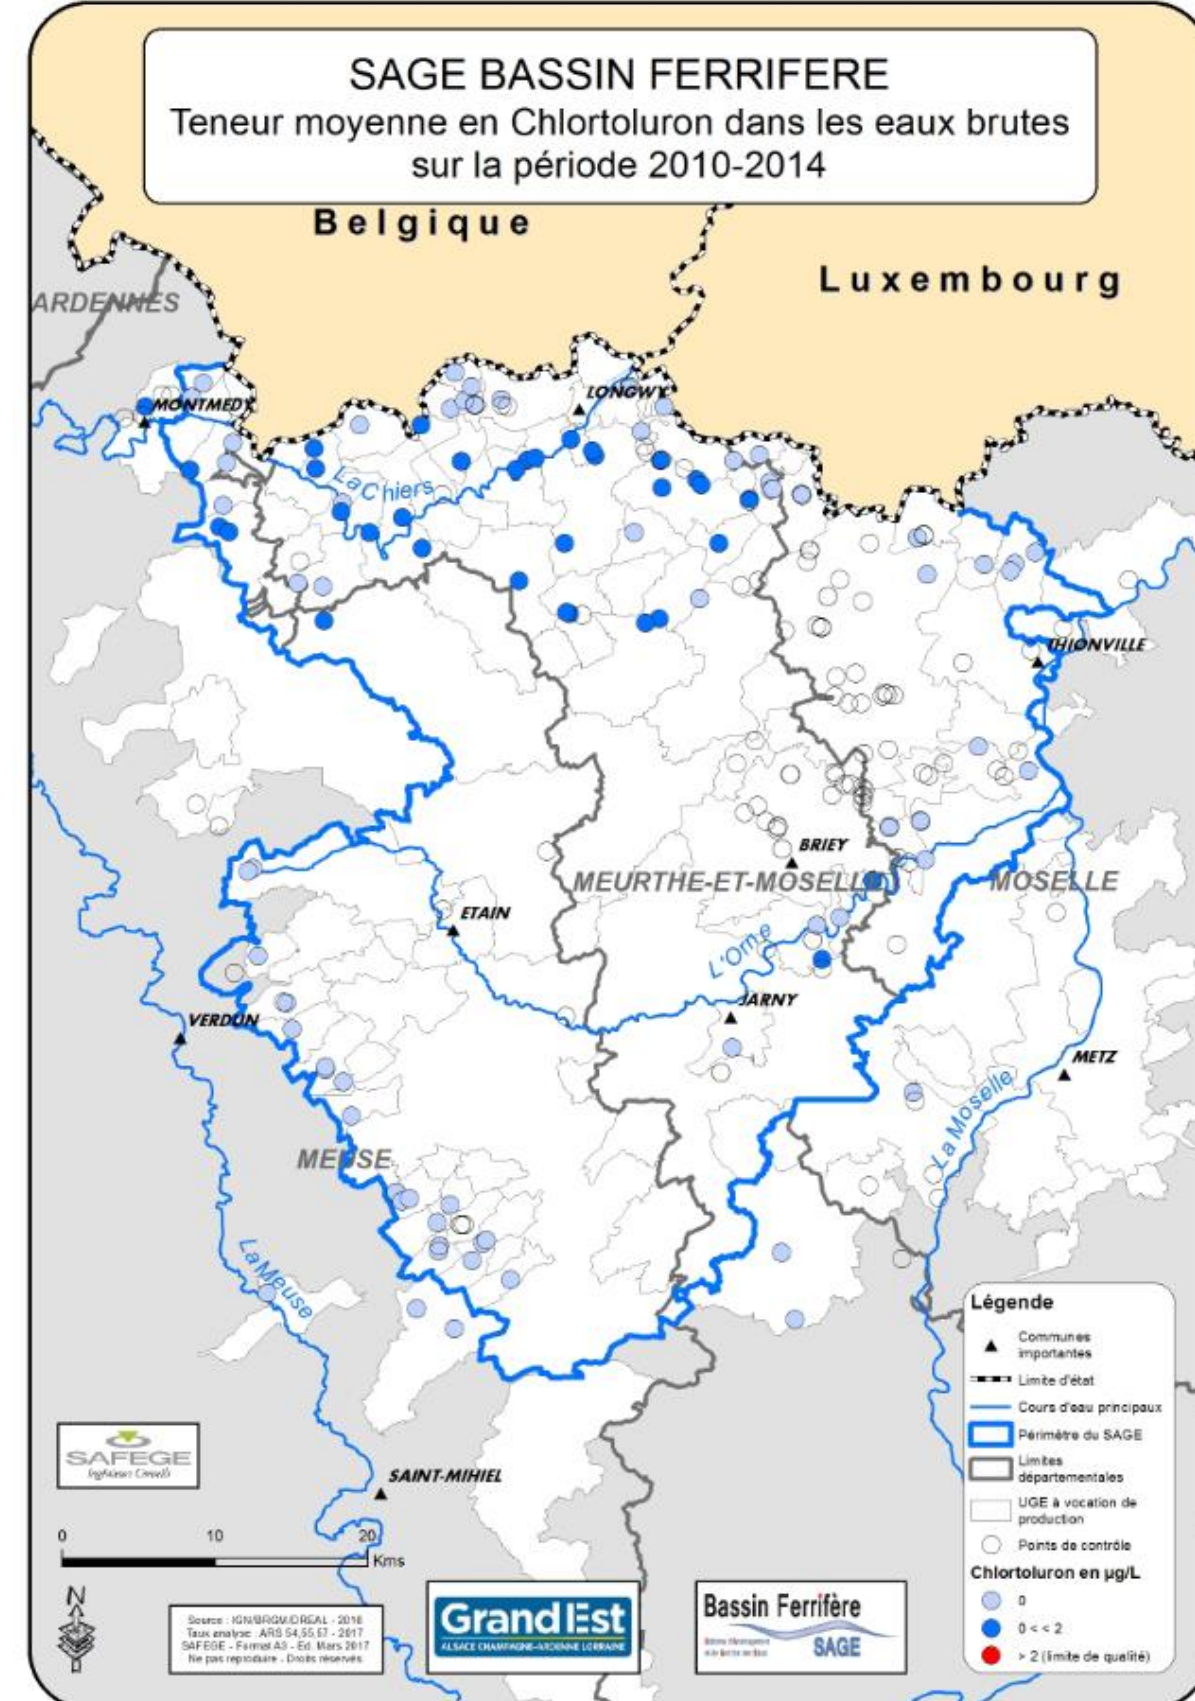 SAGE BASSIN FERRIFERE
Teneur moyenne en Chlortoluron dans les eaux brutes
sur la période 2010-2014
Belgique
Luxembourg
ARDENNES
LONGWY
MONTMEDY
La Chiers
THIONVILLE
BRIEY
MEURTHE-ET-MOSELLE
MOSELLE
ETAIN
L'Orne
JARNY
VERDUN
METZ
La Moselle
MEUSE
La Meuse
SAINT-MIHIEL
Légende
Communes
importantes
Limite d'état
Cours d'eau principaux
Périmètre du SAGE
Limites
départementales
UGE à vocation de
production
Points de contrôle
Chlortoluron en µg/L
0
0 < < 2
> 2 (limite de qualité)
SAFEGE
Ingénieurs Conseils
0 10 20
Kms
N
Source : IGN/BRGM/DREAL - 2016
Taux analyse : ARS 54,55,57 - 2017
SAFEGE - Format A3 - Ed. Mars 2017
Ne pas reproduire - Droits réservés
Grand Est
ALSACE CHAMPAGNE-ARDENNE LORRAINE
Bassin Ferrifère
SAGE